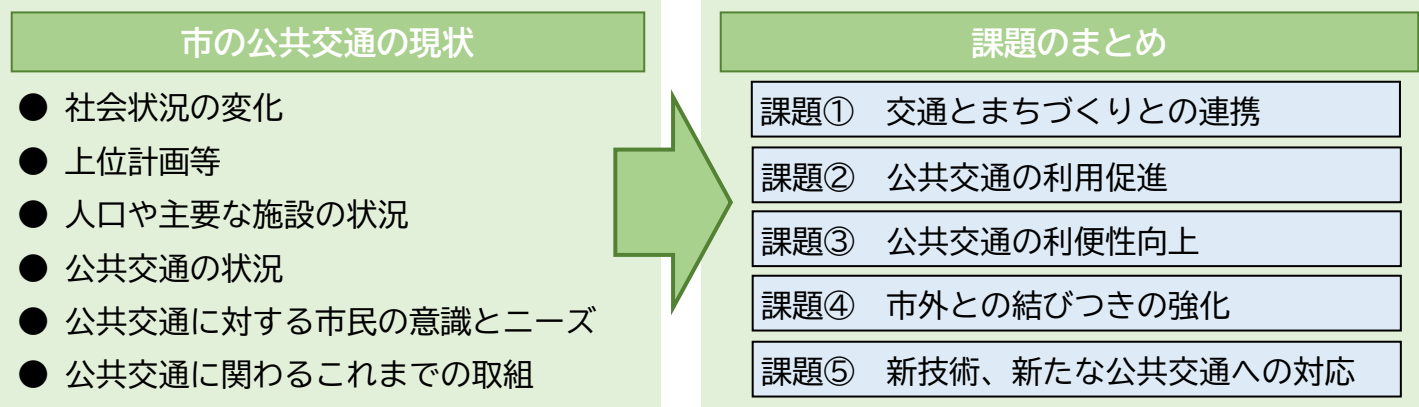 市の公共交通の現状
● 社会状況の変化
● 上位計画等
● 人口や主要な施設の状況
● 公共交通の状況
● 公共交通に対する市民の意識とニーズ
● 公共交通に関わるこれまでの取組
課題のまとめ
課題① 交通とまちづくりとの連携
課題② 公共交通の利用促進
課題③ 公共交通の利便性向上
課題④ 市外との結びつきの強化
課題⑤ 新技術、新たな公共交通への対応